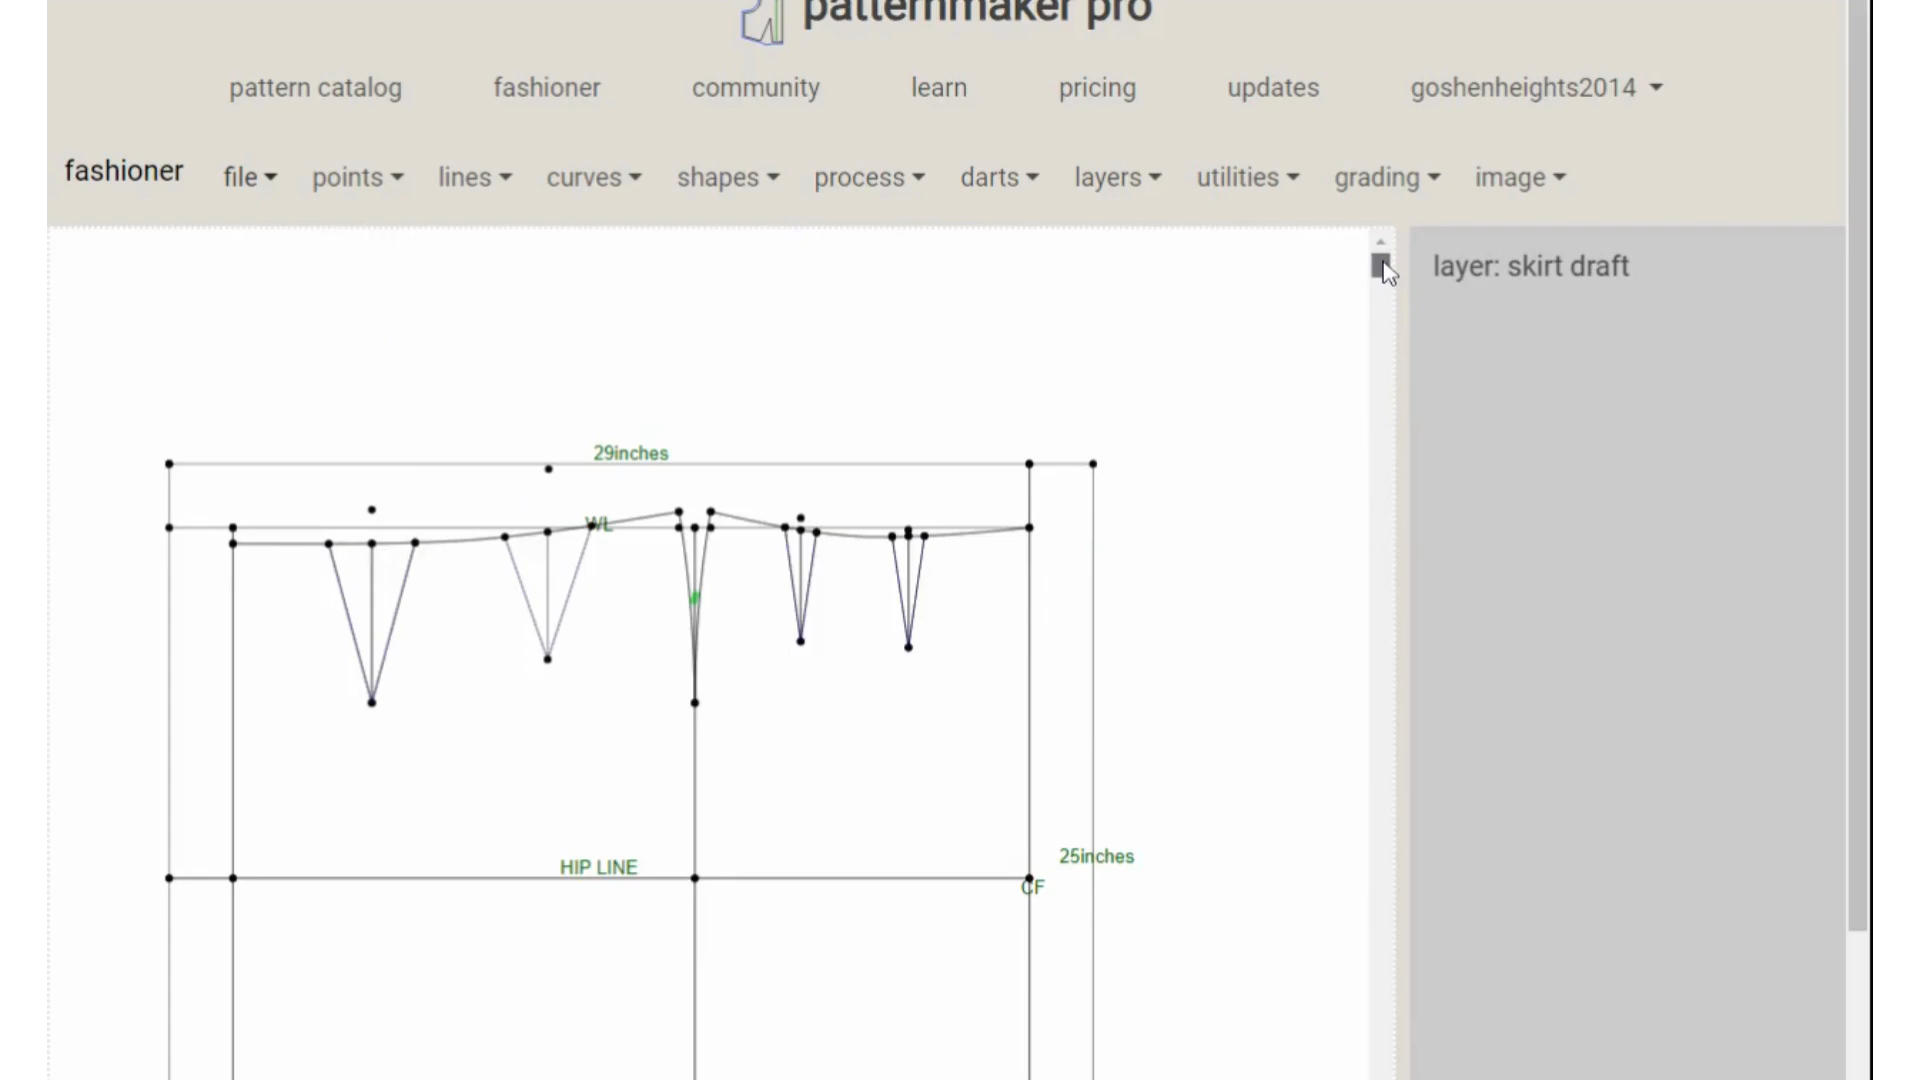 patternmaker pro
pattern catalog fashioner community learn pricing updates goshenheights2014
fashioner file points lines curves shapes process darts layers utilities grading image
layer: skirt draft
29inches
WL
HIP LINE
25inches
CF